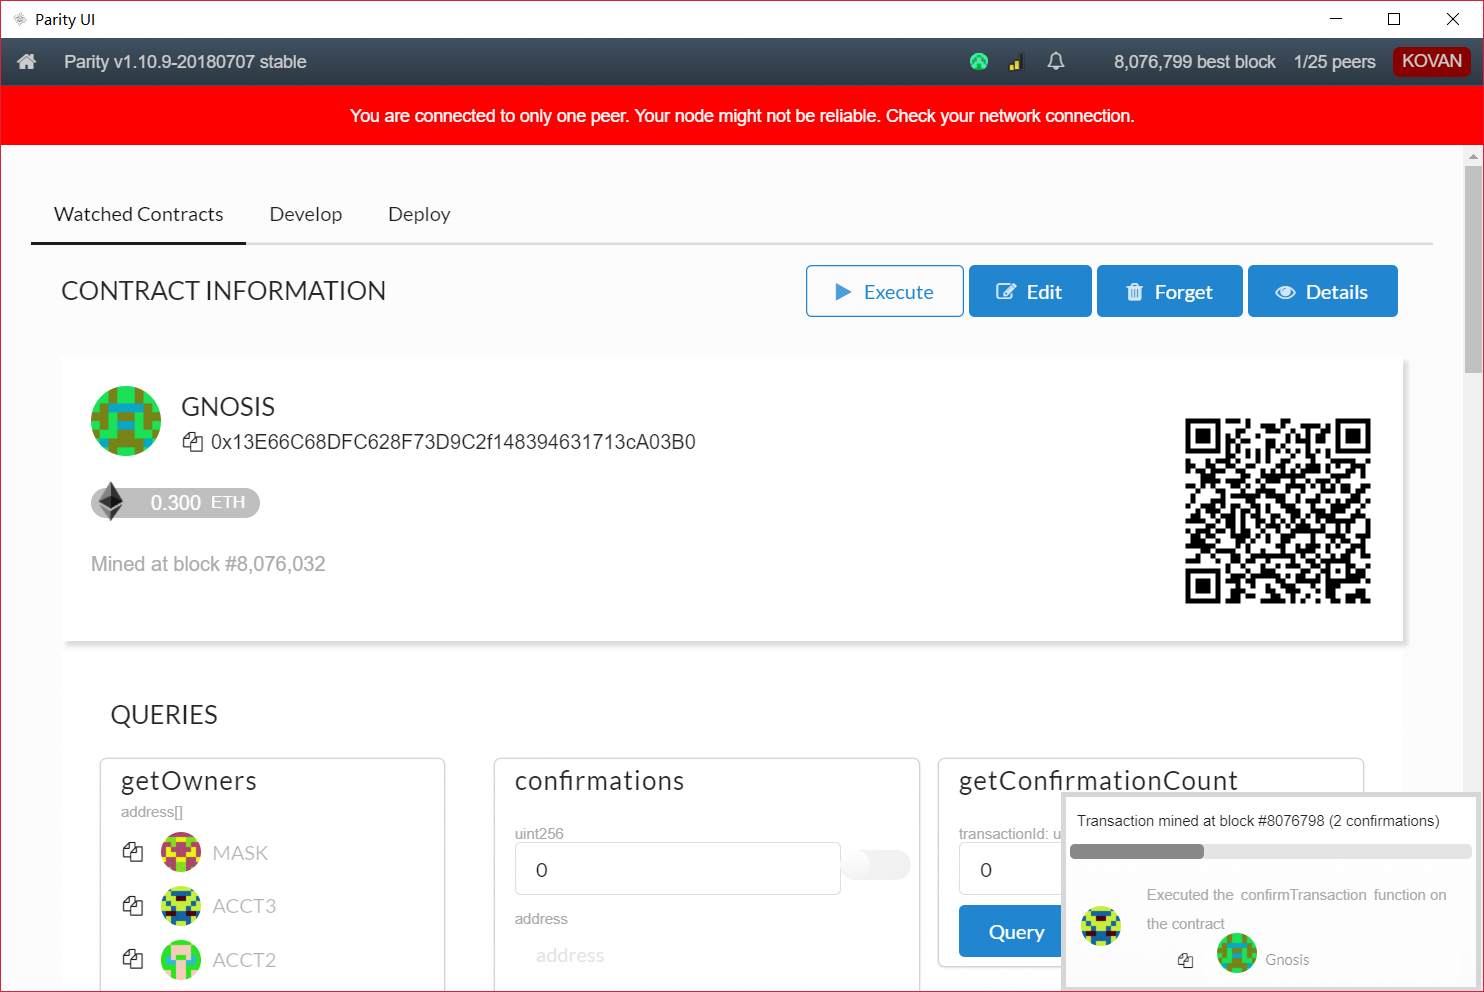 Parity UI
Parity v1.10.9-20180707 stable
8,076,799 best block 1/25 peers KOVAN
You are connected to only one peer. Your node might not be reliable. Check your network connection.
Watched Contracts Develop Deploy
CONTRACT INFORMATION
Execute Edit Forget Details
GNOSIS
0x13E66C68DFC628F73D9C2f148394631713cA03B0
0.300 ETH
Mined at block #8,076,032
QUERIES
getOwners
address[]
MASK
ACCT3
ACCT2
confirmations
uint256
0
address
address
getConfirmationCount
transactionId: u
0
Query
Transaction mined at block #8076798 (2 confirmations)
Executed the confirmTransaction function on
the contract
Gnosis